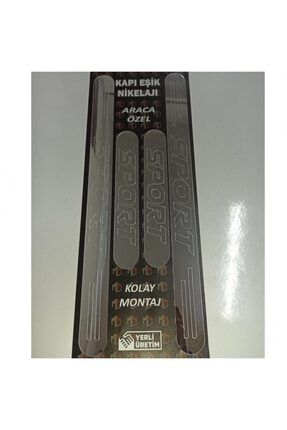 KAPI EŞİK
NİKELAJI
ARACA
ÖZEL
SPORT
SPORT
SPORT
SPORT
KOLAY
MONTAJ
YERLİ
ÜRETİM